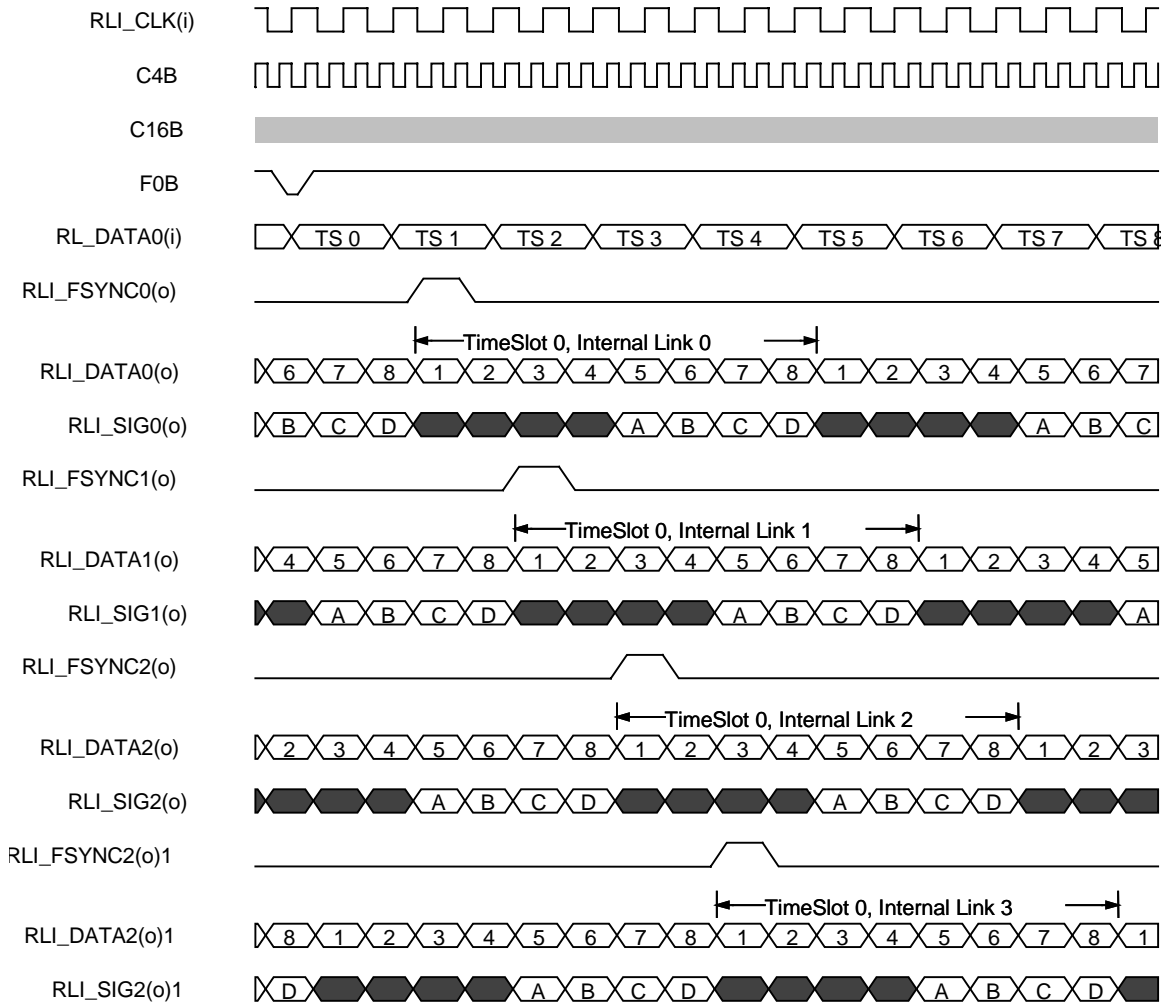 RLI_CLK(i)
C4B
C16B
F0B
RL_DATA0(i) TS 0 TS 1 TS 2 TS 3 TS 4 TS 5 TS 6 TS 7 TS 8
RLI_FSYNC0(o)
TimeSlot 0, Internal Link 0
RLI_DATA0(o) 6 7 8 1 2 3 4 5 6 7 8 1 2 3 4 5 6 7
RLI_SIG0(o) B C D A B C D A B C
RLI_FSYNC1(o)
TimeSlot 0, Internal Link 1
RLI_DATA1(o) 4 5 6 7 8 1 2 3 4 5 6 7 8 1 2 3 4 5
RLI_SIG1(o) A B C D A B C D A
RLI_FSYNC2(o)
TimeSlot 0, Internal Link 2
RLI_DATA2(o) 2 3 4 5 6 7 8 1 2 3 4 5 6 7 8 1 2 3
RLI_SIG2(o) A B C D A B C D
RLI_FSYNC2(o)1
TimeSlot 0, Internal Link 3
RLI_DATA2(o)1 8 1 2 3 4 5 6 7 8 1 2 3 4 5 6 7 8 1
RLI_SIG2(o)1 D A B C D A B C D